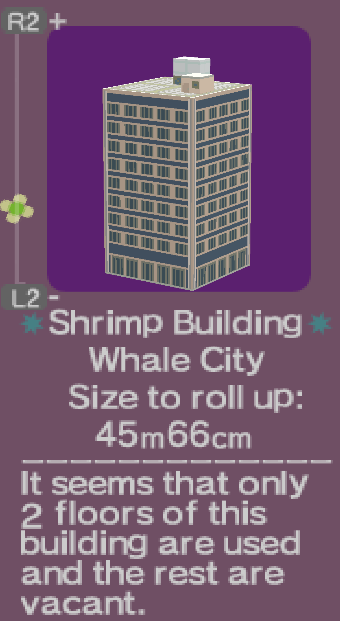 R2 +
L2 -
Shrimp Building
Whale City
Size to roll up:
45m66cm
It seems that only
2 floors of this
building are used
and the rest are
vacant.